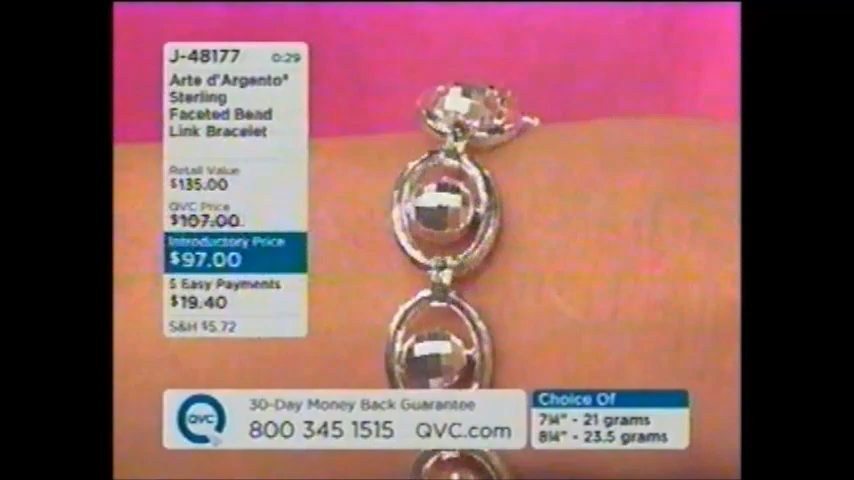 J-48177 0:29
Arte d'Argento®
Sterling
Faceted Bead
Link Bracelet
Retail Value
$135.00
QVC Price
$107.00
Introductory Price
$97.00
5 Easy Payments
$19.40
S&H $5.72
QVC
30-Day Money Back Guarantee
800 345 1515 QVC.com
Choice Of
7¼" - 21 grams
8¼" - 23.5 grams